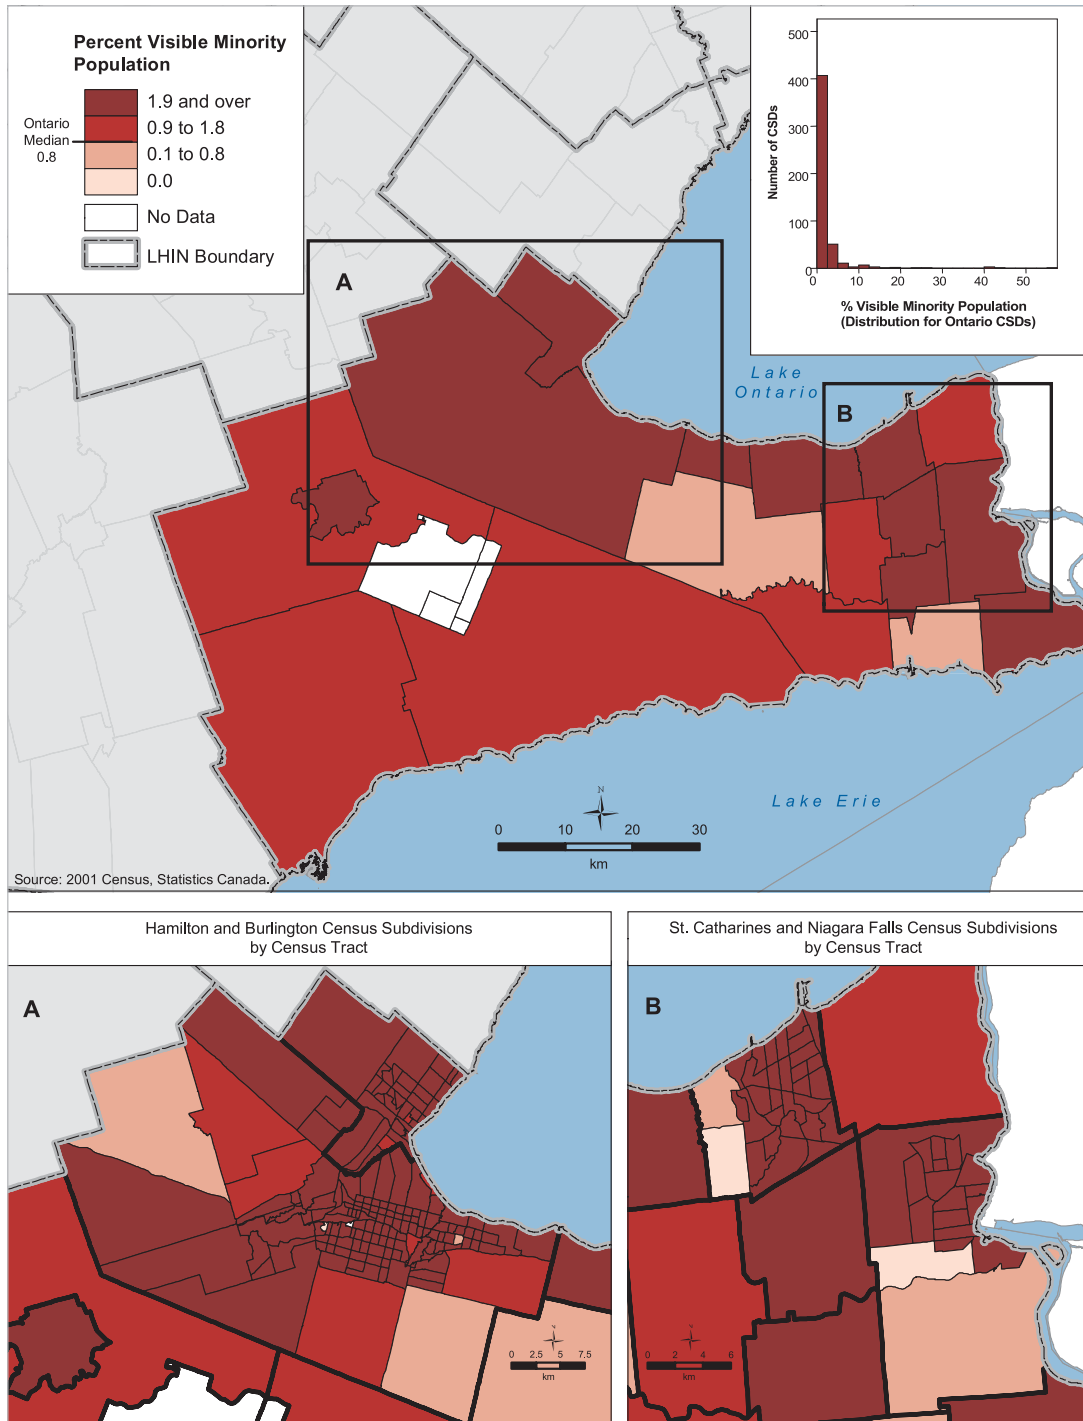 Percent Visible Minority
Population
1.9 and over
0.9 to 1.8
0.1 to 0.8
0.0
Ontario
Median
0.8
No Data
LHIN Boundary
500
400
300
200
100
0
Number of CSDs
0 10 20 30 40 50
% Visible Minority Population
(Distribution for Ontario CSDs)
A
Lake
Ontario
B
Lake Erie
N
0 10 20 30
km
Source: 2001 Census, Statistics Canada.
Hamilton and Burlington Census Subdivisions
by Census Tract
A
N
0 2.5 5 7.5
km
St. Catharines and Niagara Falls Census Subdivisions
by Census Tract
B
N
0 2 4 6
km